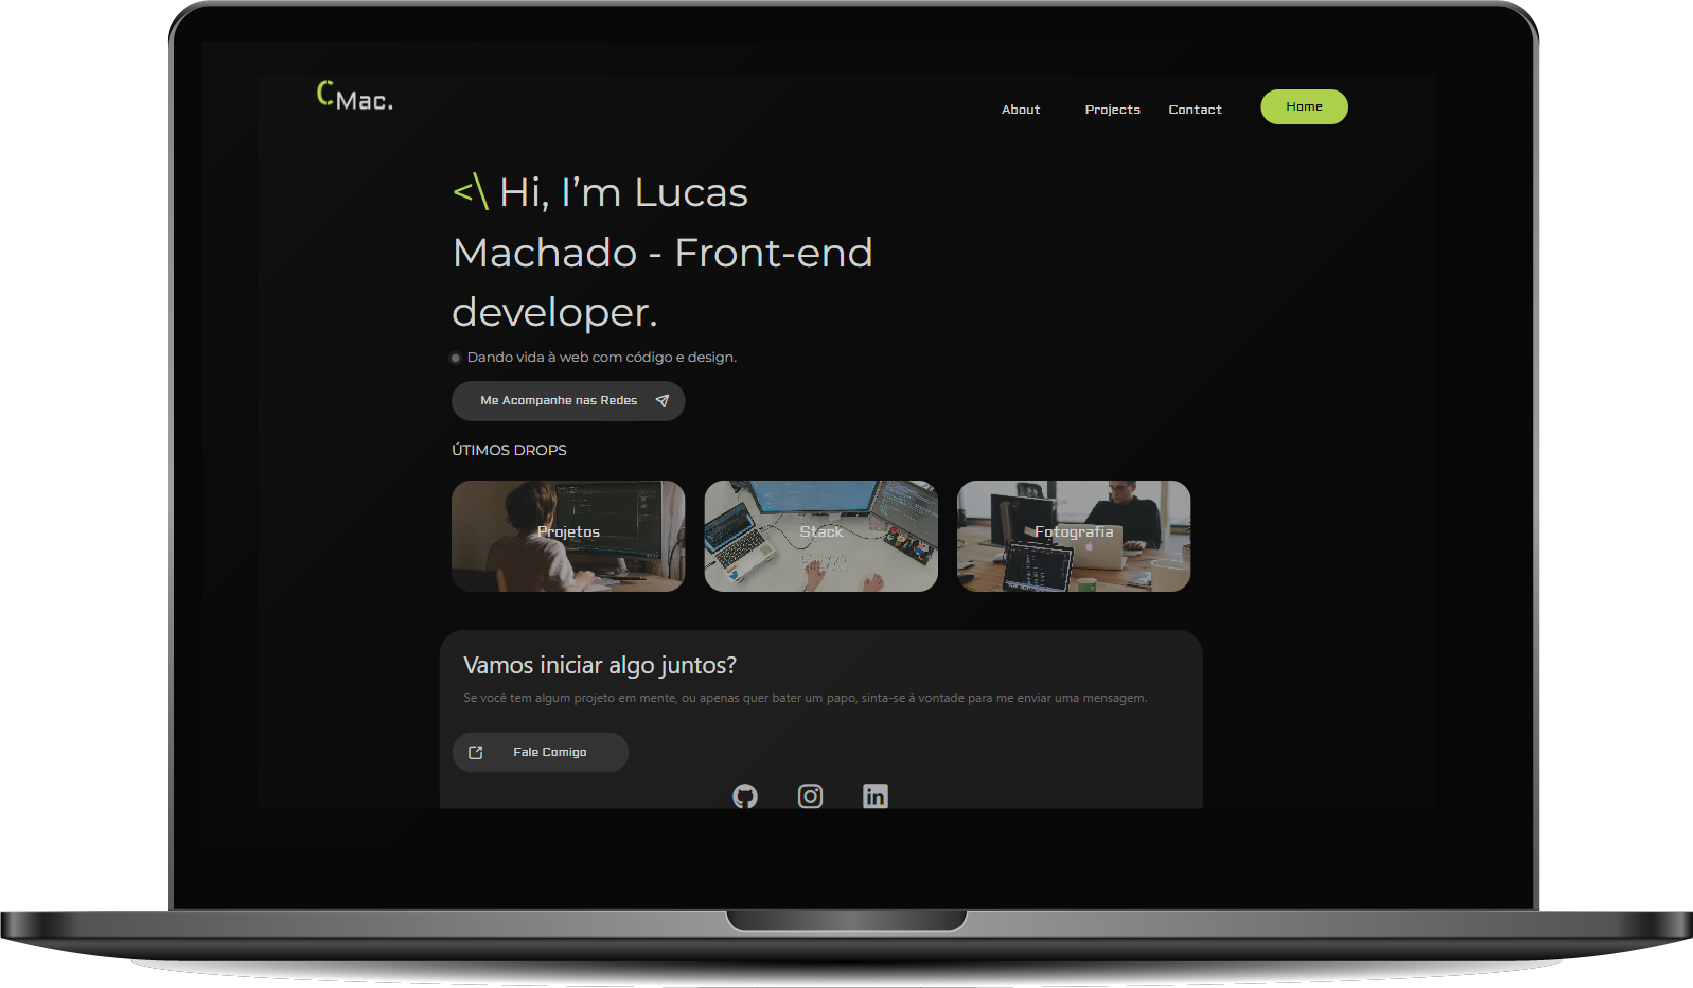 CMac.
About Projects Contact Home
<\ Hi, I’m Lucas
Machado - Front-end
developer.
Dando vida à web com código e design.
Me Acompanhe nas Redes
ÚTIMOS DROPS
Projetos Stack Fotografia
Vamos iniciar algo juntos?
Se você tem algum projeto em mente, ou apenas quer bater um papo, sinta-se à vontade para me enviar uma mensagem.
Fale Comigo
in